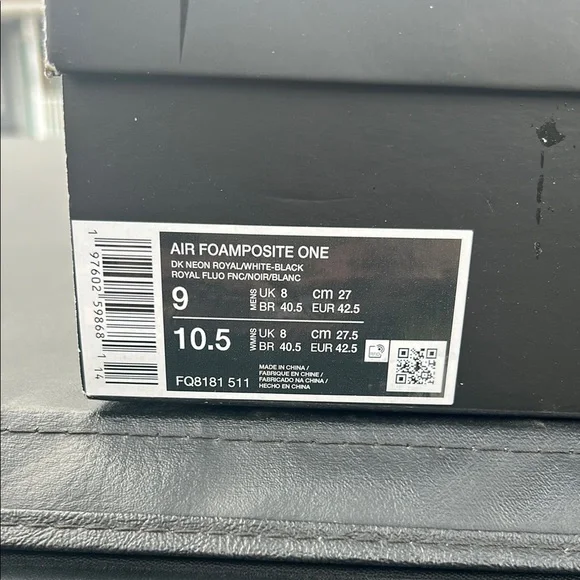 AIR FOAMPOSITE ONE
DK NEON ROYAL/WHITE-BLACK
ROYAL FLUO FNC/NOIR/BLANC
9 MENS UK 8 cm 27
BR 40.5 EUR 42.5
10.5 WMNS UK 8 cm 27.5
BR 40.5 EUR 42.5
FQ8181 511
MADE IN CHINA /
FABRIQUE EN CHINE /
FABRICADO NA CHINA /
HECHO EN CHINA
1 97602 59868 1 14